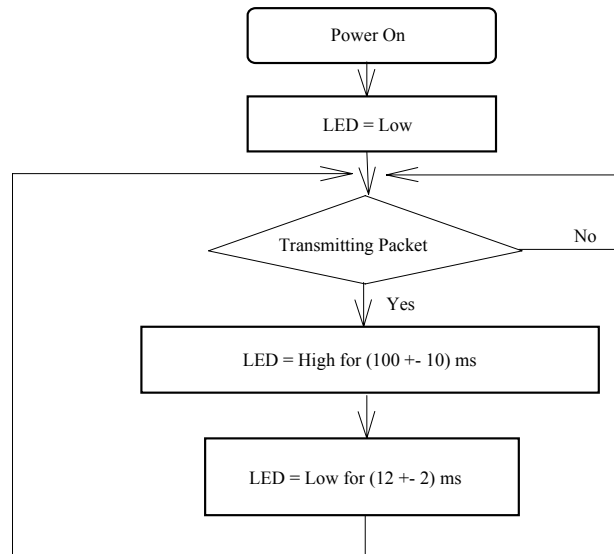 Power On
LED = Low
Transmitting Packet
No
Yes
LED = High for (100 +- 10) ms
LED = Low for (12 +- 2) ms